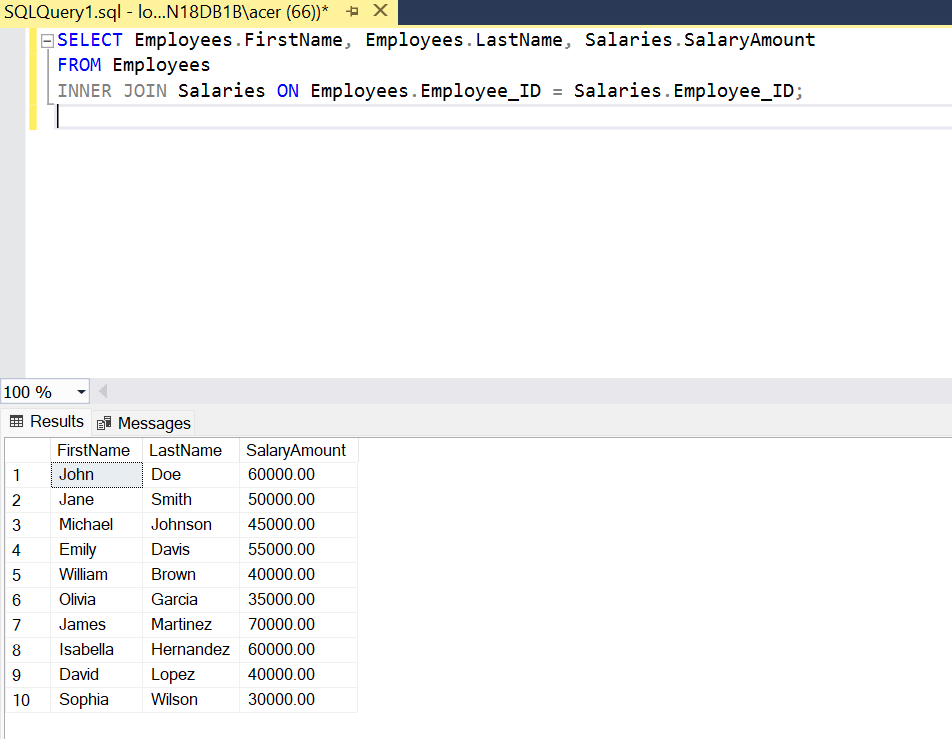 SQLQuery1.sql - lo...N18DB1B\acer (66))*
SELECT Employees.FirstName, Employees.LastName, Salaries.SalaryAmount
FROM Employees
INNER JOIN Salaries ON Employees.Employee_ID = Salaries.Employee_ID;
100 %
Results Messages
FirstName LastName SalaryAmount
1 John Doe 60000.00
2 Jane Smith 50000.00
3 Michael Johnson 45000.00
4 Emily Davis 55000.00
5 William Brown 40000.00
6 Olivia Garcia 35000.00
7 James Martinez 70000.00
8 Isabella Hernandez 60000.00
9 David Lopez 40000.00
10 Sophia Wilson 30000.00